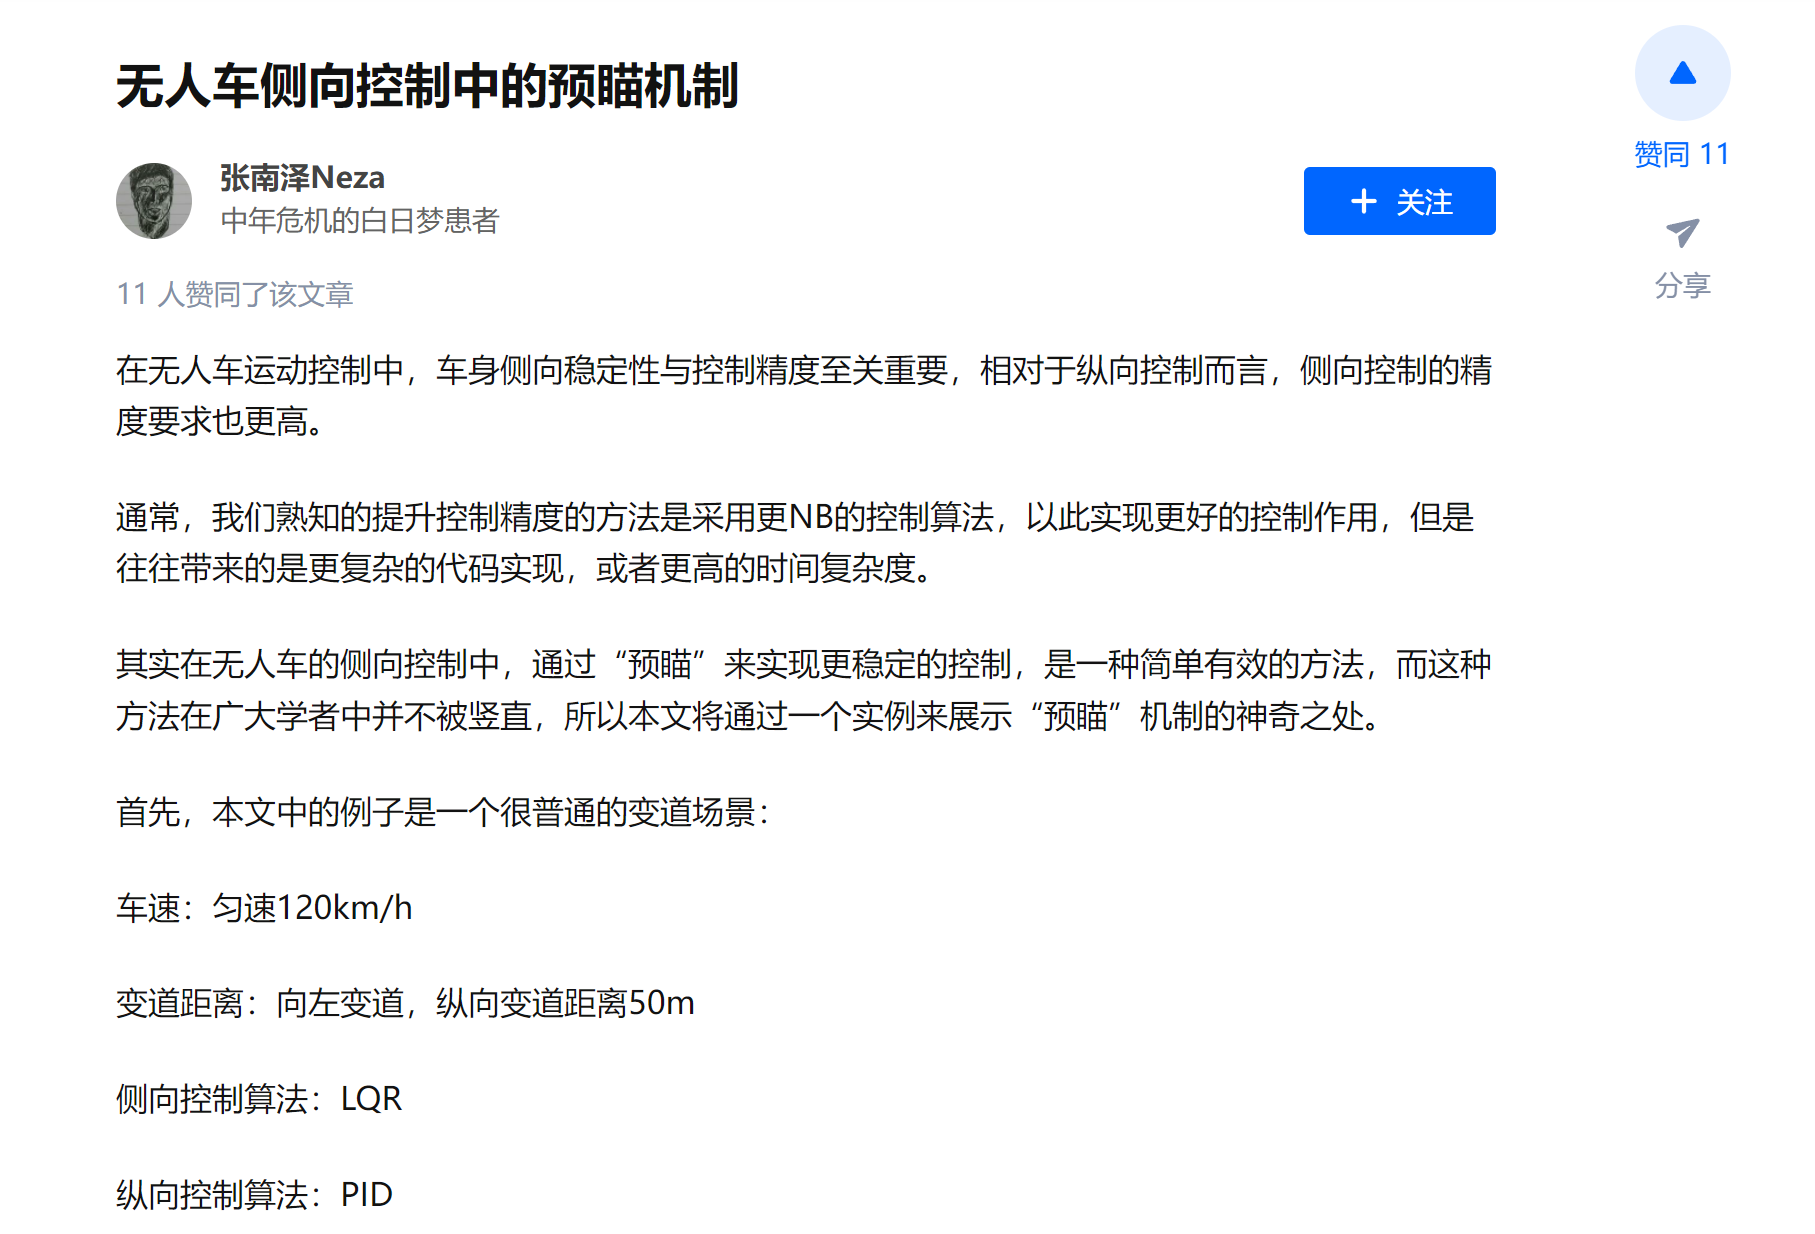 无人车侧向控制中的预瞄机制
张南泽Neza
中年危机的白日梦患者
+ 关注
赞同 11
分享
11 人赞同了该文章
在无人车运动控制中，车身侧向稳定性与控制精度至关重要，相对于纵向控制而言，侧向控制的精
度要求也更高。
通常，我们熟知的提升控制精度的方法是采用更NB的控制算法，以此实现更好的控制作用，但是
往往带来的是更复杂的代码实现，或者更高的时间复杂度。
其实在无人车的侧向控制中，通过“预瞄”来实现更稳定的控制，是一种简单有效的方法，而这种
方法在广大学者中并不被竖直，所以本文将通过一个实例来展示“预瞄”机制的神奇之处。
首先，本文中的例子是一个很普通的变道场景：
车速：匀速120km/h
变道距离：向左变道，纵向变道距离50m
侧向控制算法：LQR
纵向控制算法：PID